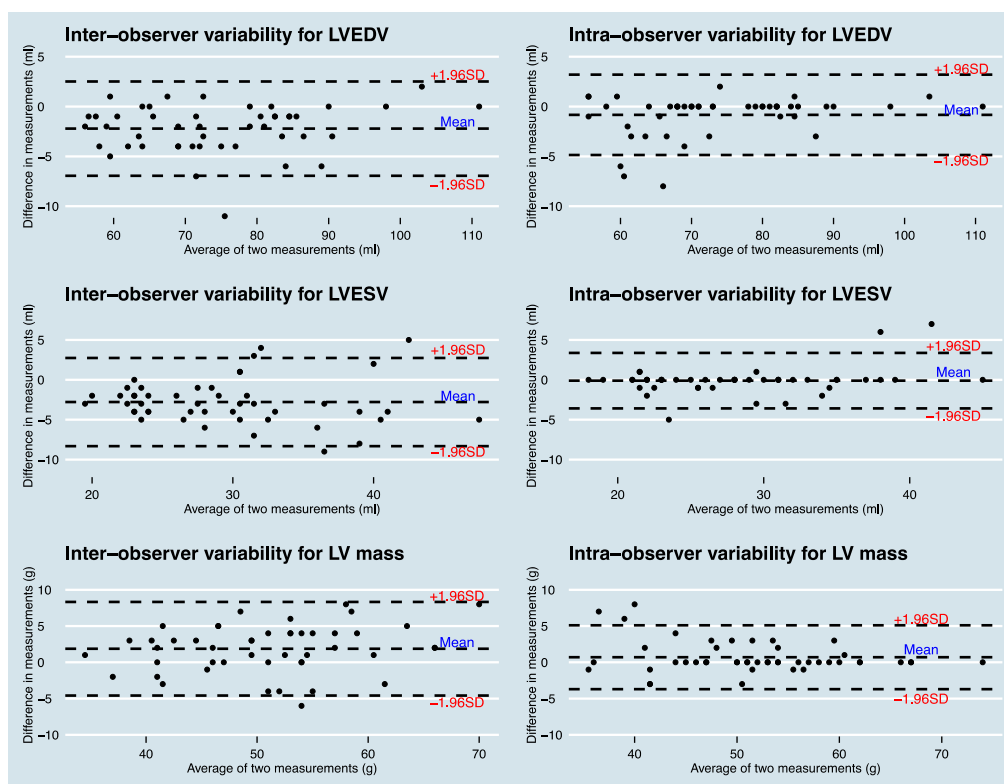 Inter−observer variability for LVEDV
Difference in measurements (ml)
5
0
−5
−10
+1.96SD
Mean
−1.96SD
60 70 80 90 100 110
Average of two measurements (ml)
Intra−observer variability for LVEDV
Difference in measurements (ml)
5
0
−5
−10
+1.96SD
Mean
−1.96SD
60 70 80 90 100 110
Average of two measurements (ml)
Inter−observer variability for LVESV
Difference in measurements (ml)
5
0
−5
−10
+1.96SD
Mean
−1.96SD
20 30 40
Average of two measurements (ml)
Intra−observer variability for LVESV
Difference in measurements (ml)
5
0
−5
−10
+1.96SD
Mean
−1.96SD
20 30 40
Average of two measurements (ml)
Inter−observer variability for LV mass
Difference in measurements (g)
10
5
0
−5
−10
+1.96SD
Mean
−1.96SD
40 50 60 70
Average of two measurements (g)
Intra−observer variability for LV mass
Difference in measurements (g)
10
5
0
−5
−10
+1.96SD
Mean
−1.96SD
40 50 60 70
Average of two measurements (g)